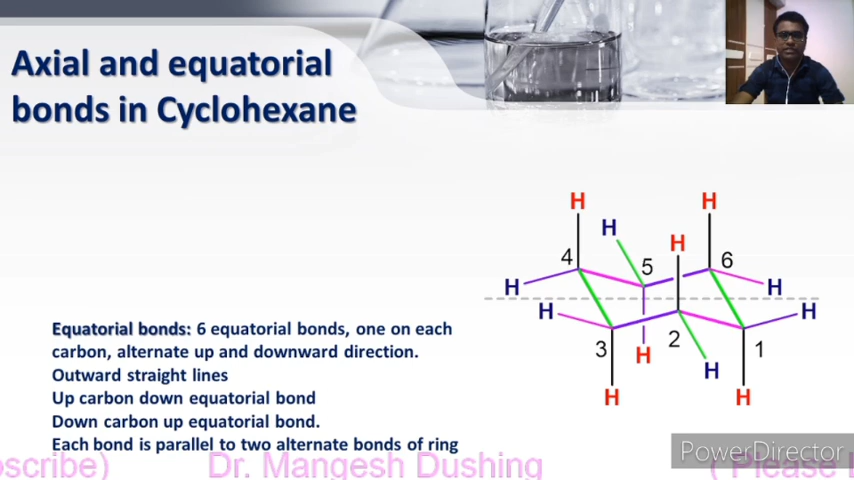 Axial and equatorial
bonds in Cyclohexane
H
H
H
H
4
5
6
H
H
H
H
3
H
2
1
H
H
H
Equatorial bonds: 6 equatorial bonds, one on each
carbon, alternate up and downward direction.
Outward straight lines
Up carbon down equatorial bond
Down carbon up equatorial bond.
Each bond is parallel to two alternate bonds of ring
PowerDirector
scribe) Dr. Mangesh Dushing ( Please